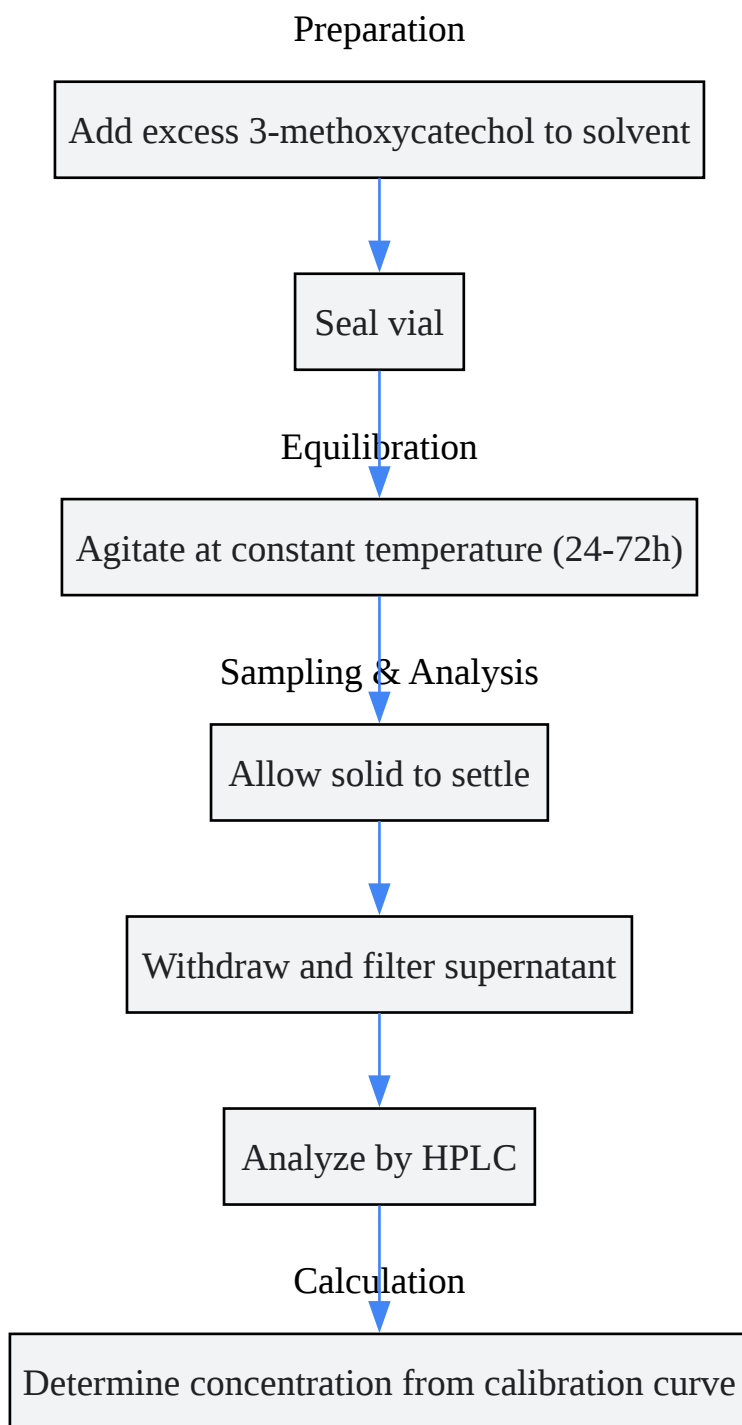 Preparation
Add excess 3-methoxycatechol to solvent
Seal vial
Equilibration
Agitate at constant temperature (24-72h)
Sampling & Analysis
Allow solid to settle
Withdraw and filter supernatant
Analyze by HPLC
Calculation
Determine concentration from calibration curve